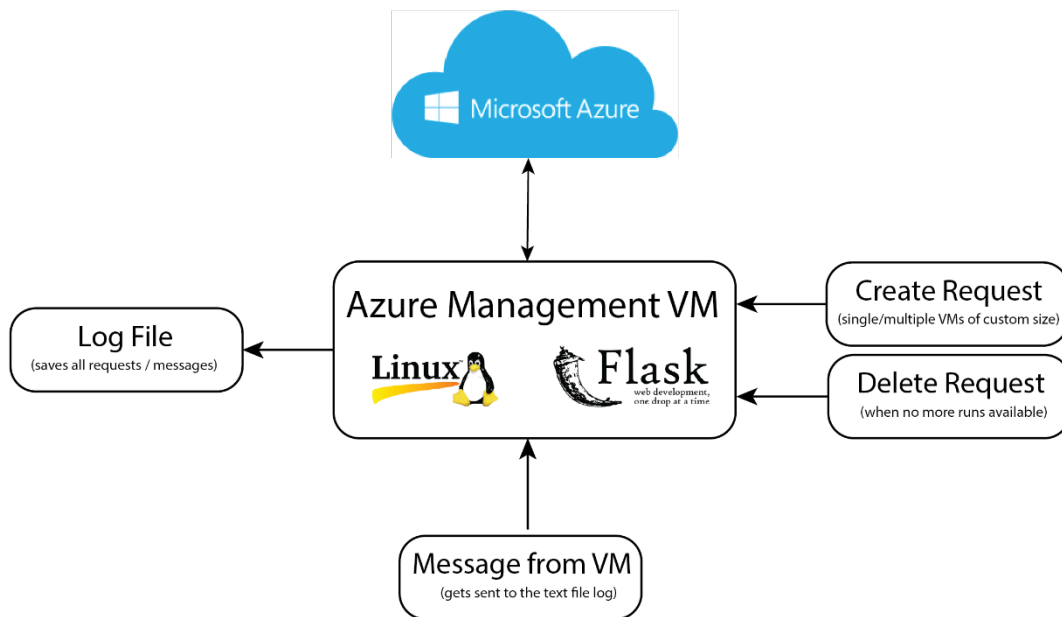 Microsoft Azure
Azure Management VM
Linux™
Flask
web development,
one drop at a time
Log File
(saves all requests / messages)
Create Request
(single/multiple VMs of custom size)
Delete Request
(when no more runs available)
Message from VM
(gets sent to the text file log)